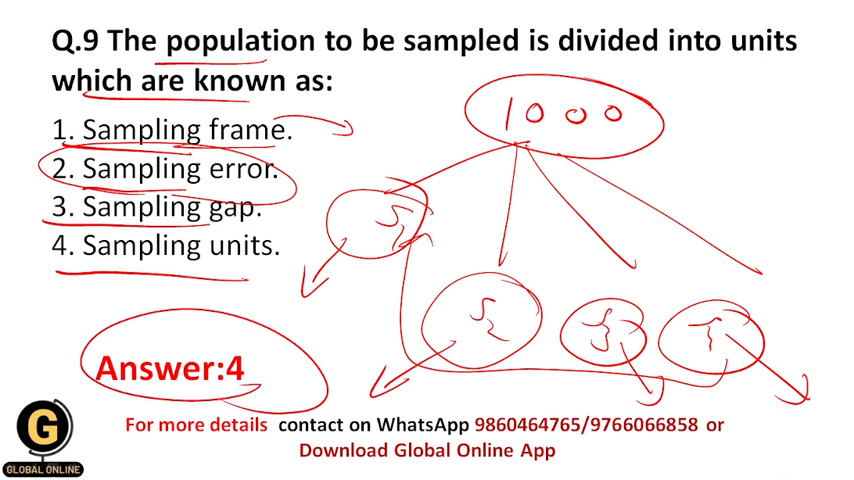 Q.9 The population to be sampled is divided into units
which are known as:
1000
1. Sampling frame.
2. Sampling error.
3. Sampling gap.
4. Sampling units.
S1
S2
Answer:4
G
GLOBAL ONLINE
For more details contact on WhatsApp 9860464765/9766066858 or
Download Global Online App